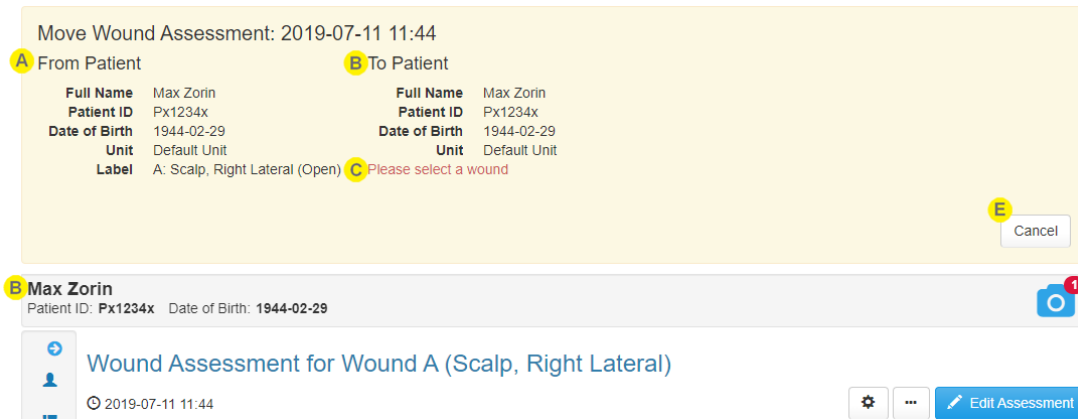 Move Wound Assessment: 2019-07-11 11:44
A From Patient
B To Patient
Full Name Max Zorin
Full Name Max Zorin
Patient ID Px1234x
Patient ID Px1234x
Date of Birth 1944-02-29
Date of Birth 1944-02-29
Unit Default Unit
Unit Default Unit
Label A: Scalp, Right Lateral (Open)
C Please select a wound
E
Cancel
B Max Zorin
1
Patient ID: Px1234x Date of Birth: 1944-02-29
Wound Assessment for Wound A (Scalp, Right Lateral)
2019-07-11 11:44
Edit Assessment